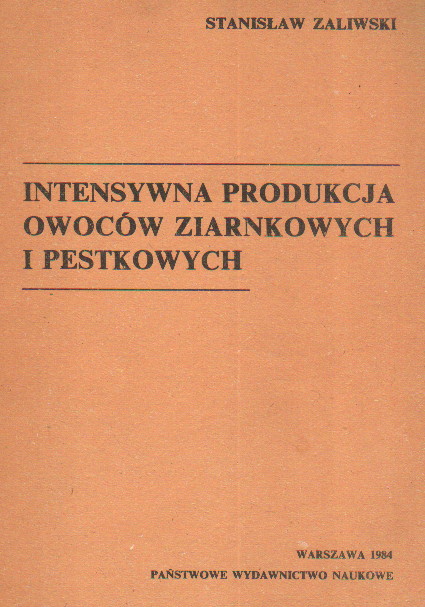 STANISŁAW ZALIWSKI
INTENSYWNA PRODUKCJA
OWOCÓW ZIARNKOWYCH
I PESTKOWYCH
WARSZAWA 1984
PAŃSTWOWE WYDAWNICTWO NAUKOWE